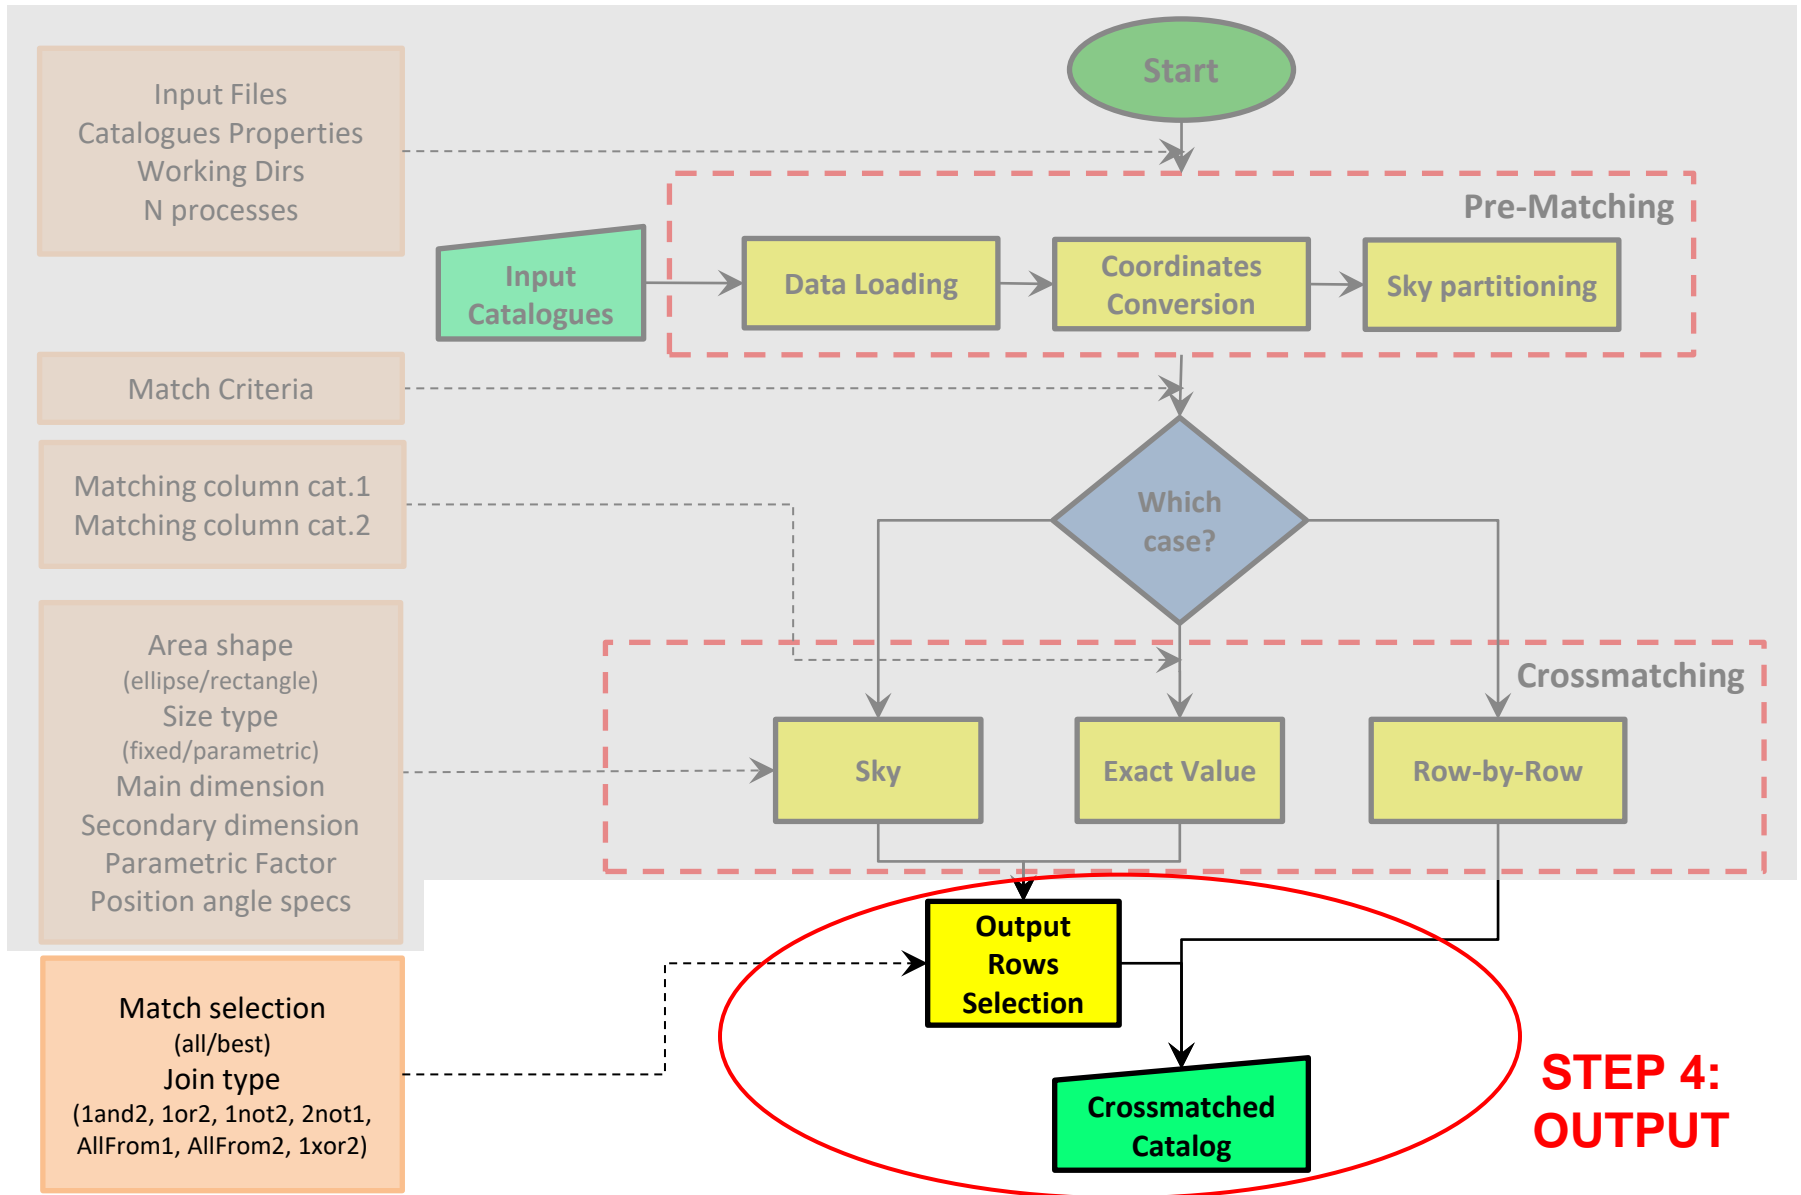 Start
Input Files
Catalogues Properties
Working Dirs
N processes
Pre-Matching
Input
Catalogues
Data Loading
Coordinates
Conversion
Sky partitioning
Match Criteria
Matching column cat.1
Matching column cat.2
Which
case?
Area shape
(ellipse/rectangle)
Size type
(fixed/parametric)
Main dimension
Secondary dimension
Parametric Factor
Position angle specs
Crossmatching
Sky
Exact Value
Row-by-Row
Output
Rows
Selection
Match selection
(all/best)
Join type
(1and2, 1or2, 1not2, 2not1,
AllFrom1, AllFrom2, 1xor2)
Crossmatched
Catalog
STEP 4:
OUTPUT